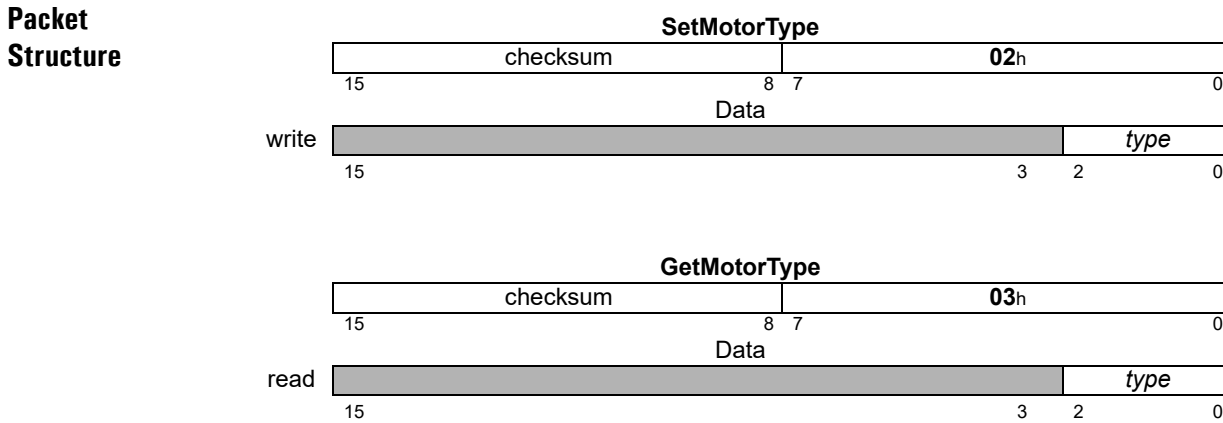 Packet
Structure
SetMotorType
checksum 02h
15 8 7 0
Data
write type
15 3 2 0
GetMotorType
checksum 03h
15 8 7 0
Data
read type
15 3 2 0